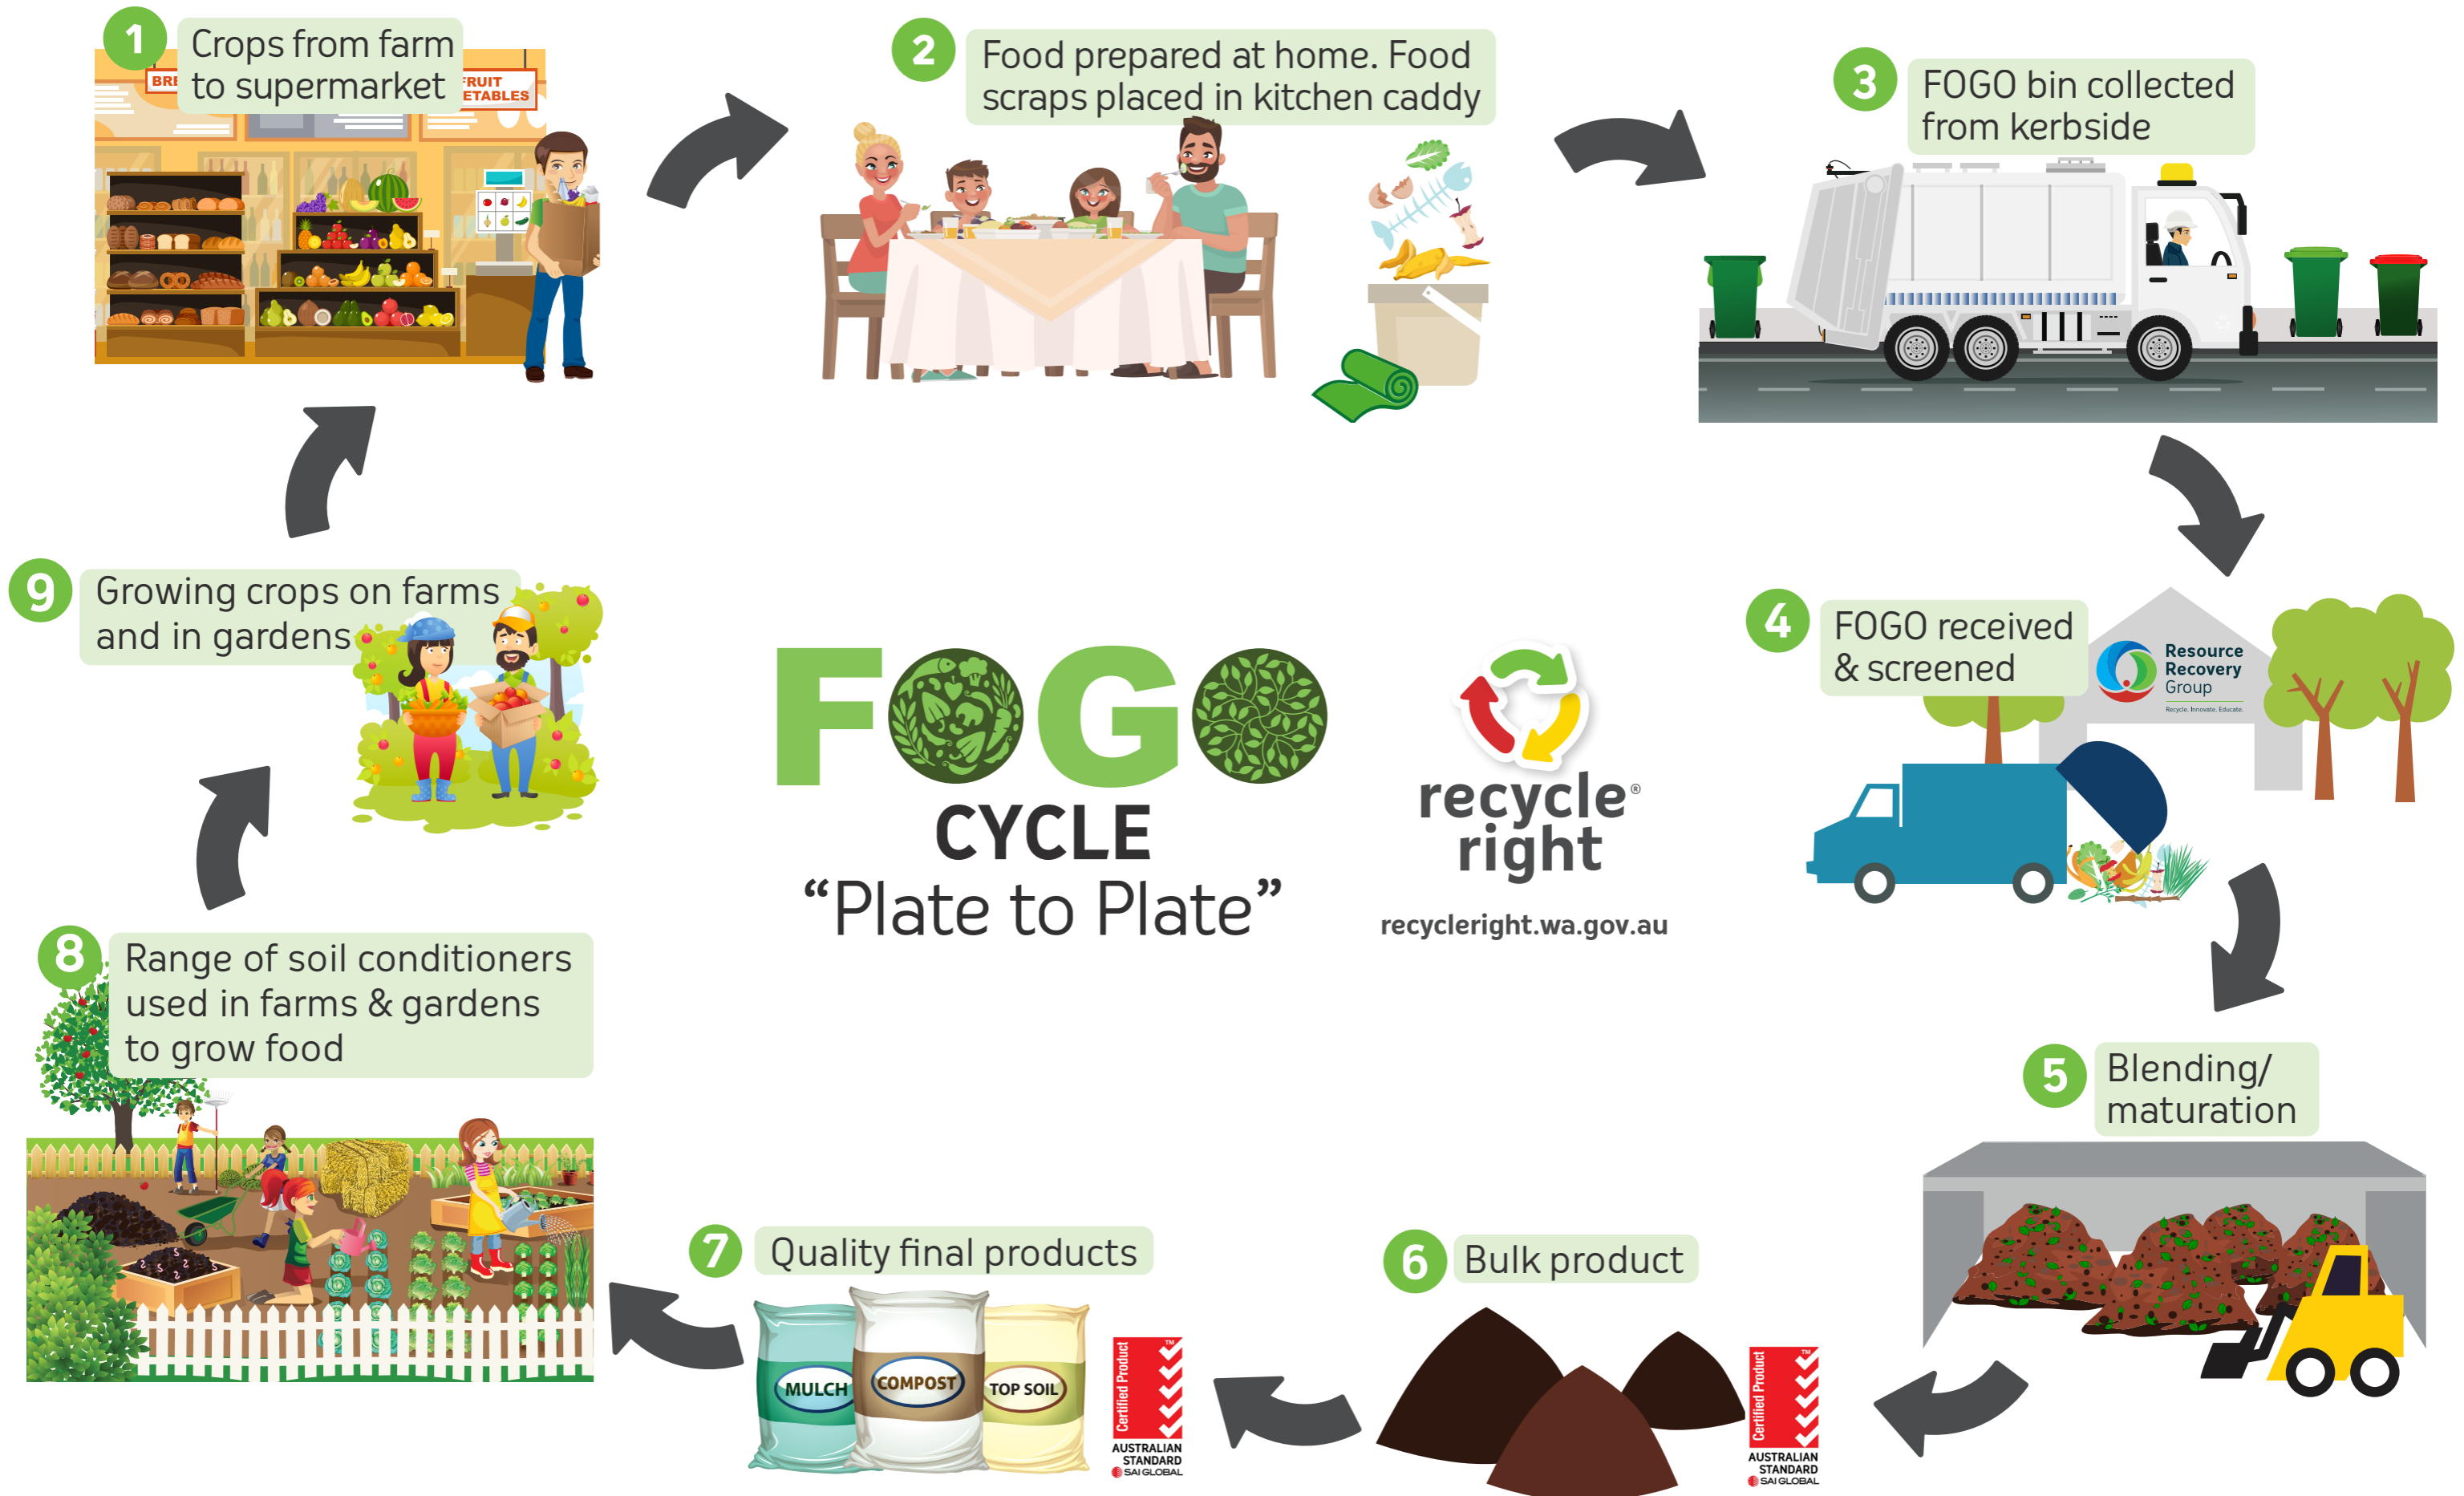 1
Crops from farm
to supermarket
FRUIT
ETABLES
2
Food prepared at home. Food
scraps placed in kitchen caddy
3
FOGO bin collected
from kerbside
4
FOGO received
& screened
Resource
Recovery
Group
Recycle. Innovate. Educate.
5
Blending/
maturation
6
Bulk product
Certified Product
TM
AUSTRALIAN
STANDARD
SAI GLOBAL
7
Quality final products
MULCH
COMPOST
TOP SOIL
Certified Product
TM
AUSTRALIAN
STANDARD
SAI GLOBAL
8
Range of soil conditioners
used in farms & gardens
to grow food
9
Growing crops on farms
and in gardens
FOGO
CYCLE
“Plate to Plate”
recycle®
right
recycleright.wa.gov.au